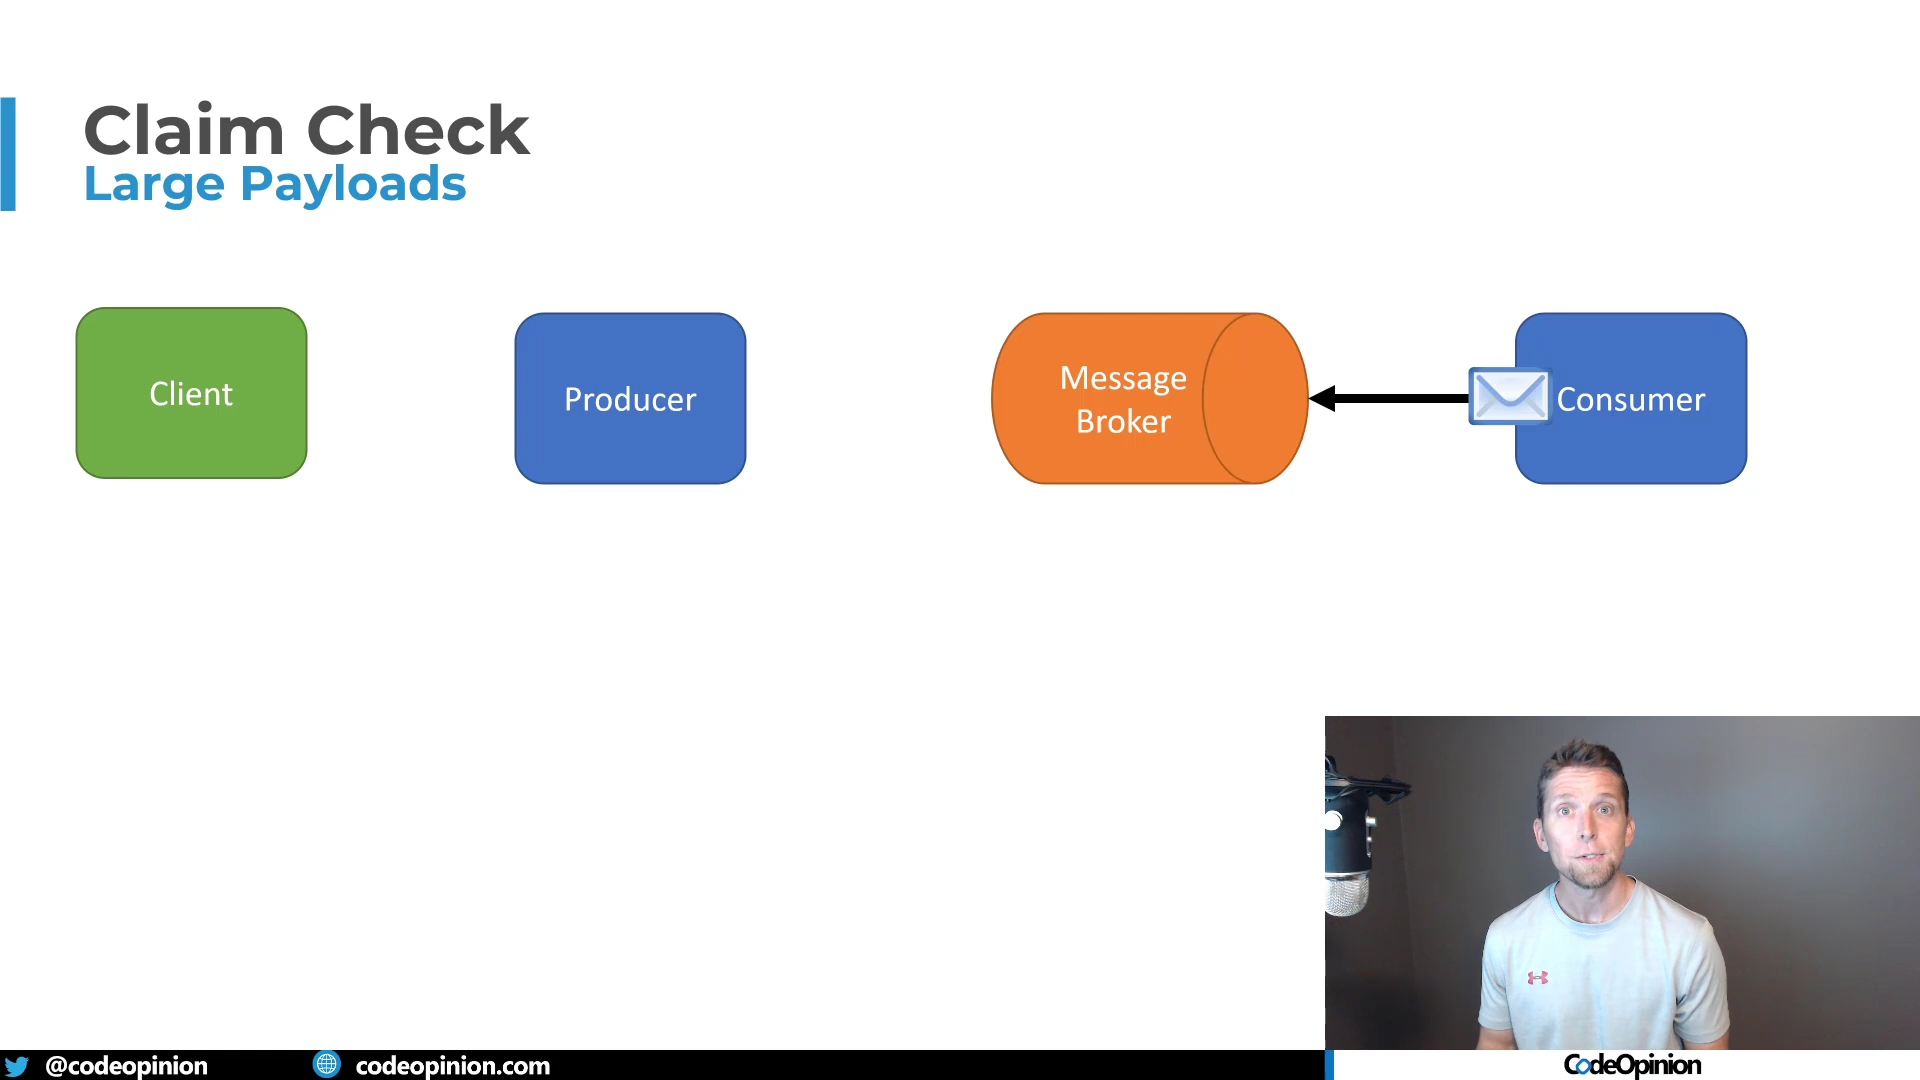 Claim Check
Large Payloads
Client
Producer
Message
Broker
Consumer
@codeopinion
codeopinion.com
CodeOpinion